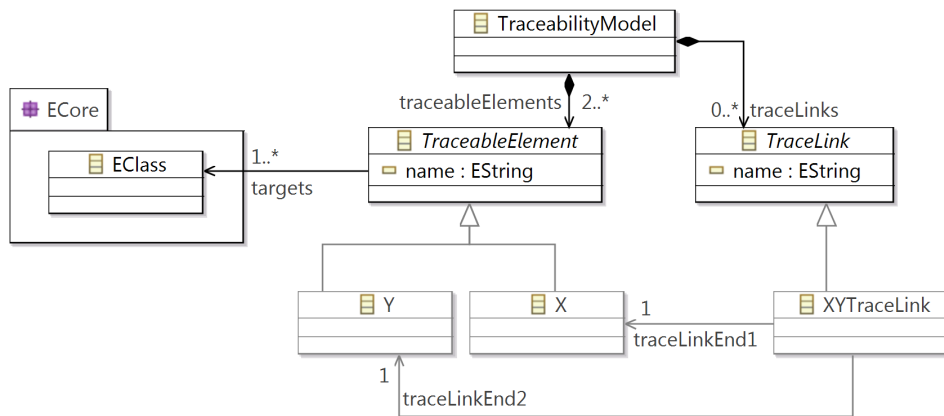 TraceabilityModel
traceableElements
2..*
0..*
traceLinks
ECore
EClass
1..*
targets
TraceableElement
name : EString
TraceLink
name : EString
Y
X
XYTraceLink
1
traceLinkEnd1
1
traceLinkEnd2